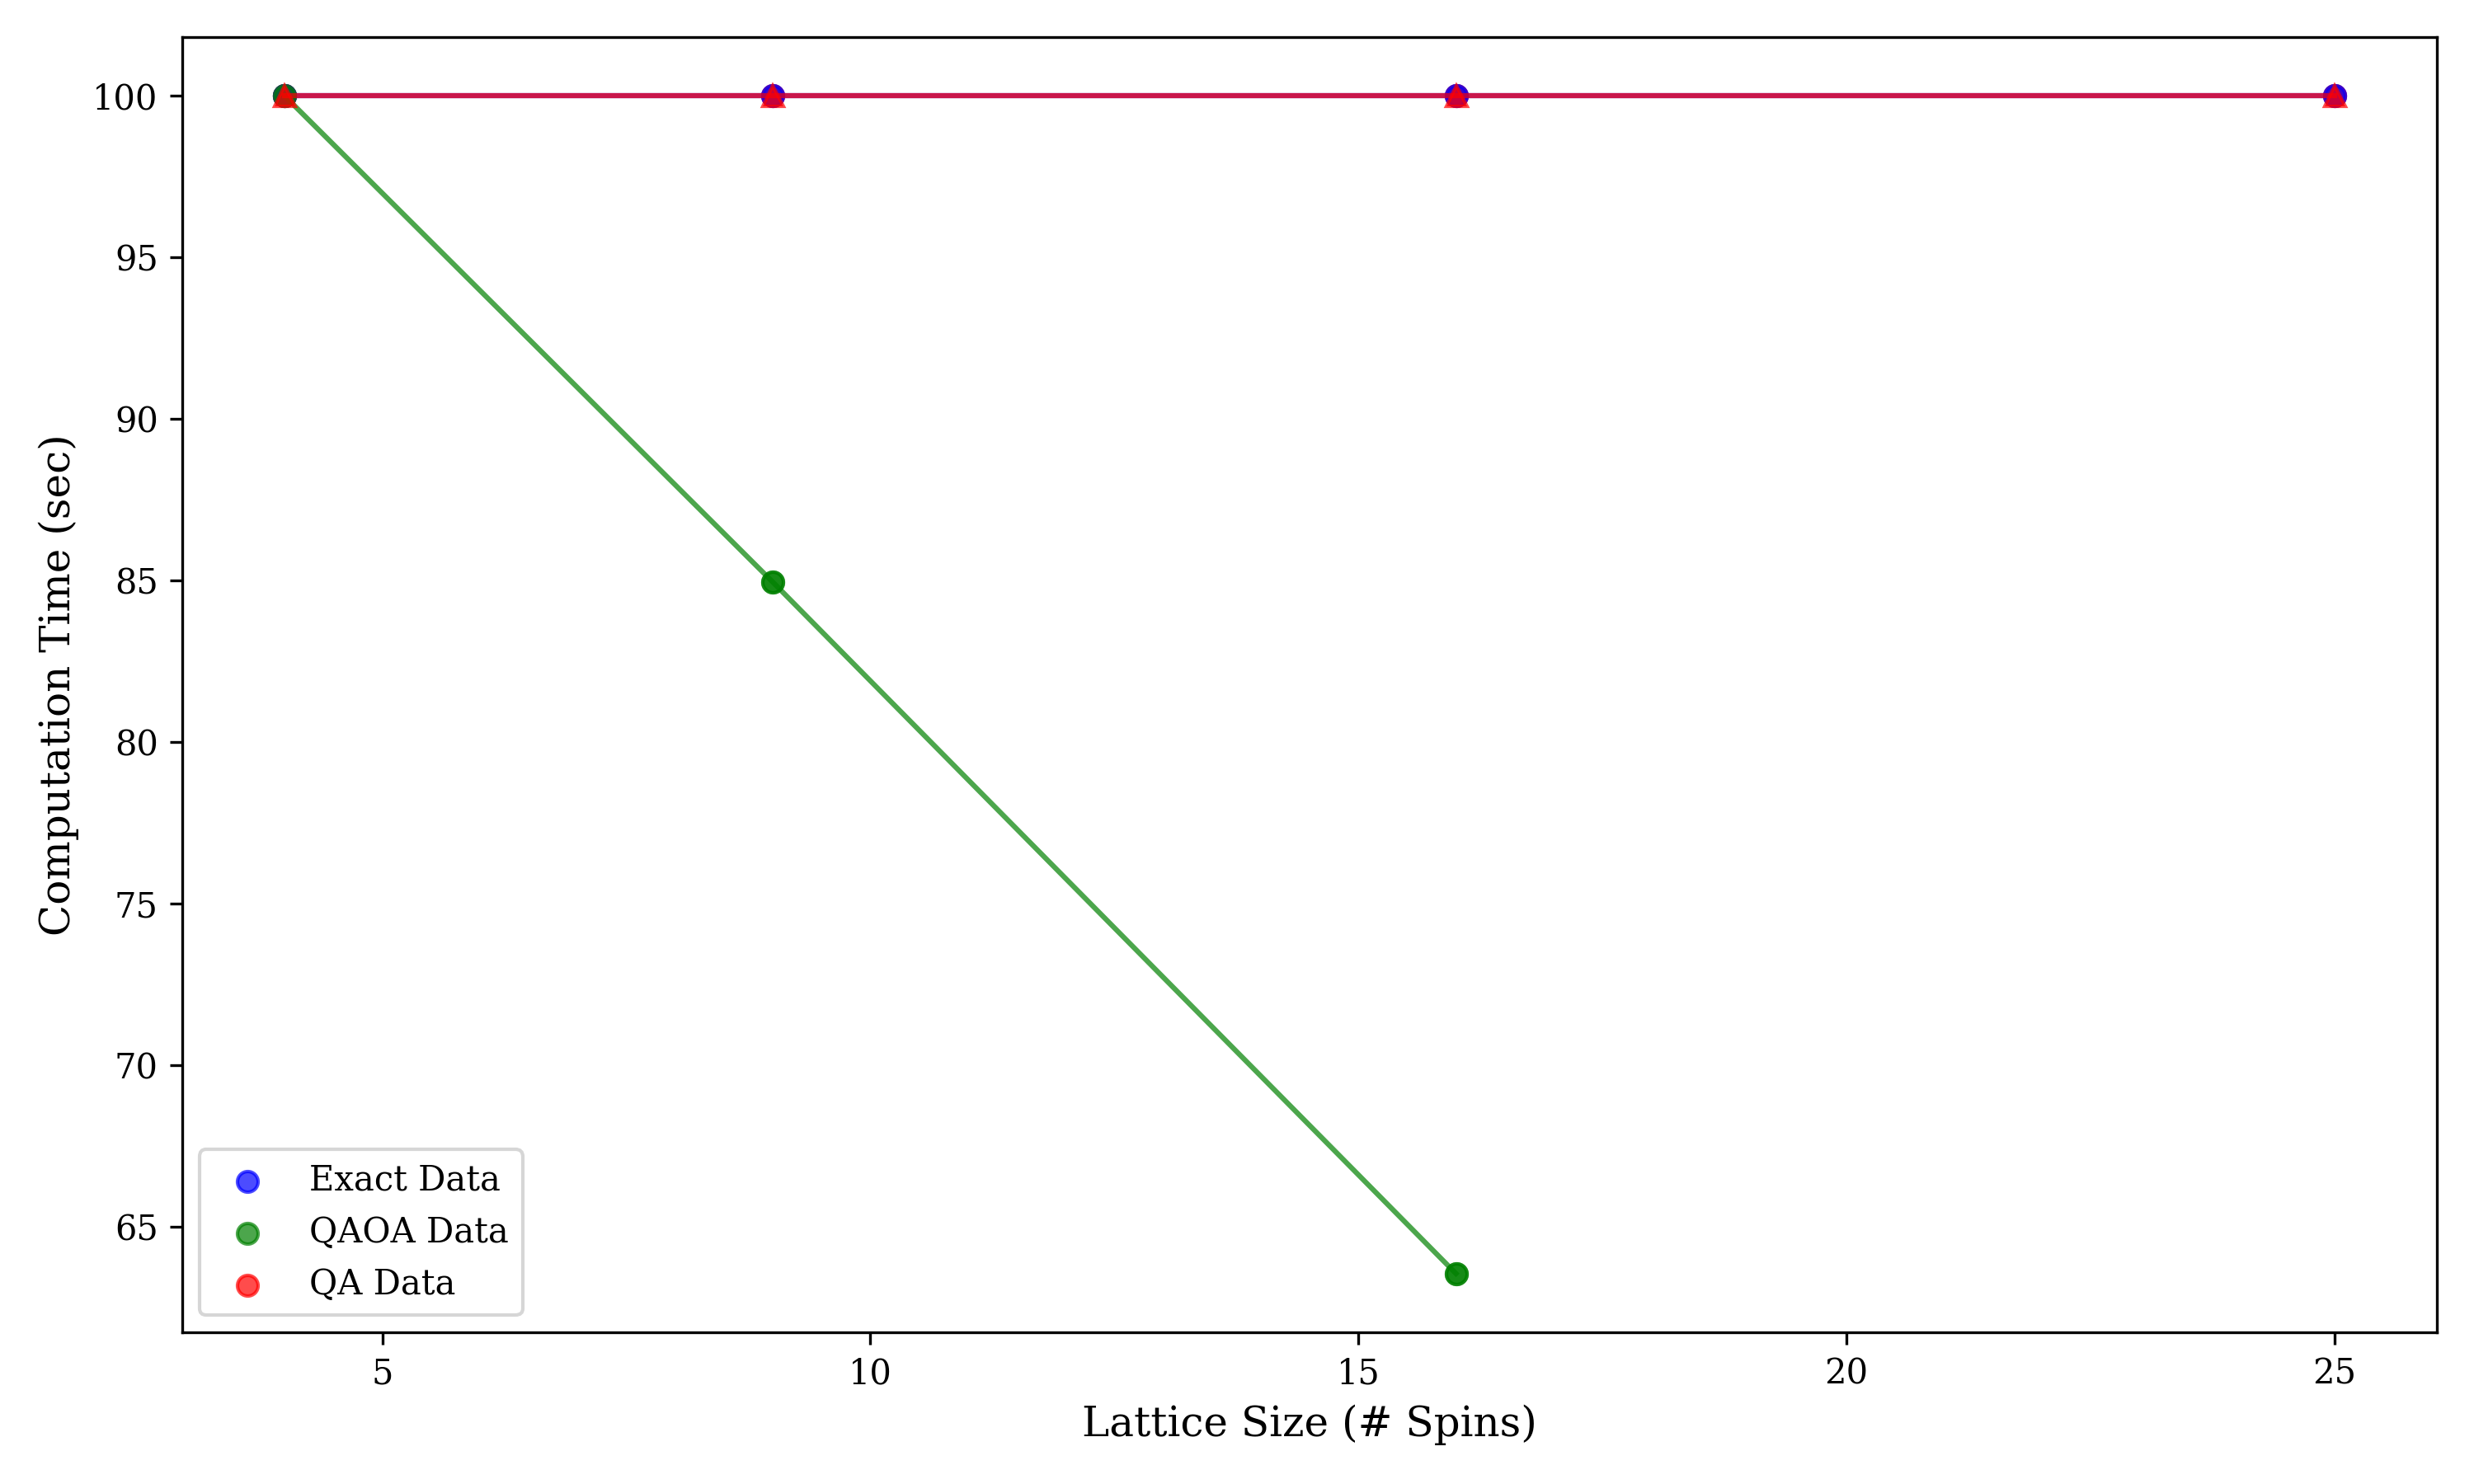 100
95
90
85
80
75
70
65
Computation Time (sec)
Exact Data
QAOA Data
QA Data
5
10
15
20
25
Lattice Size (# Spins)